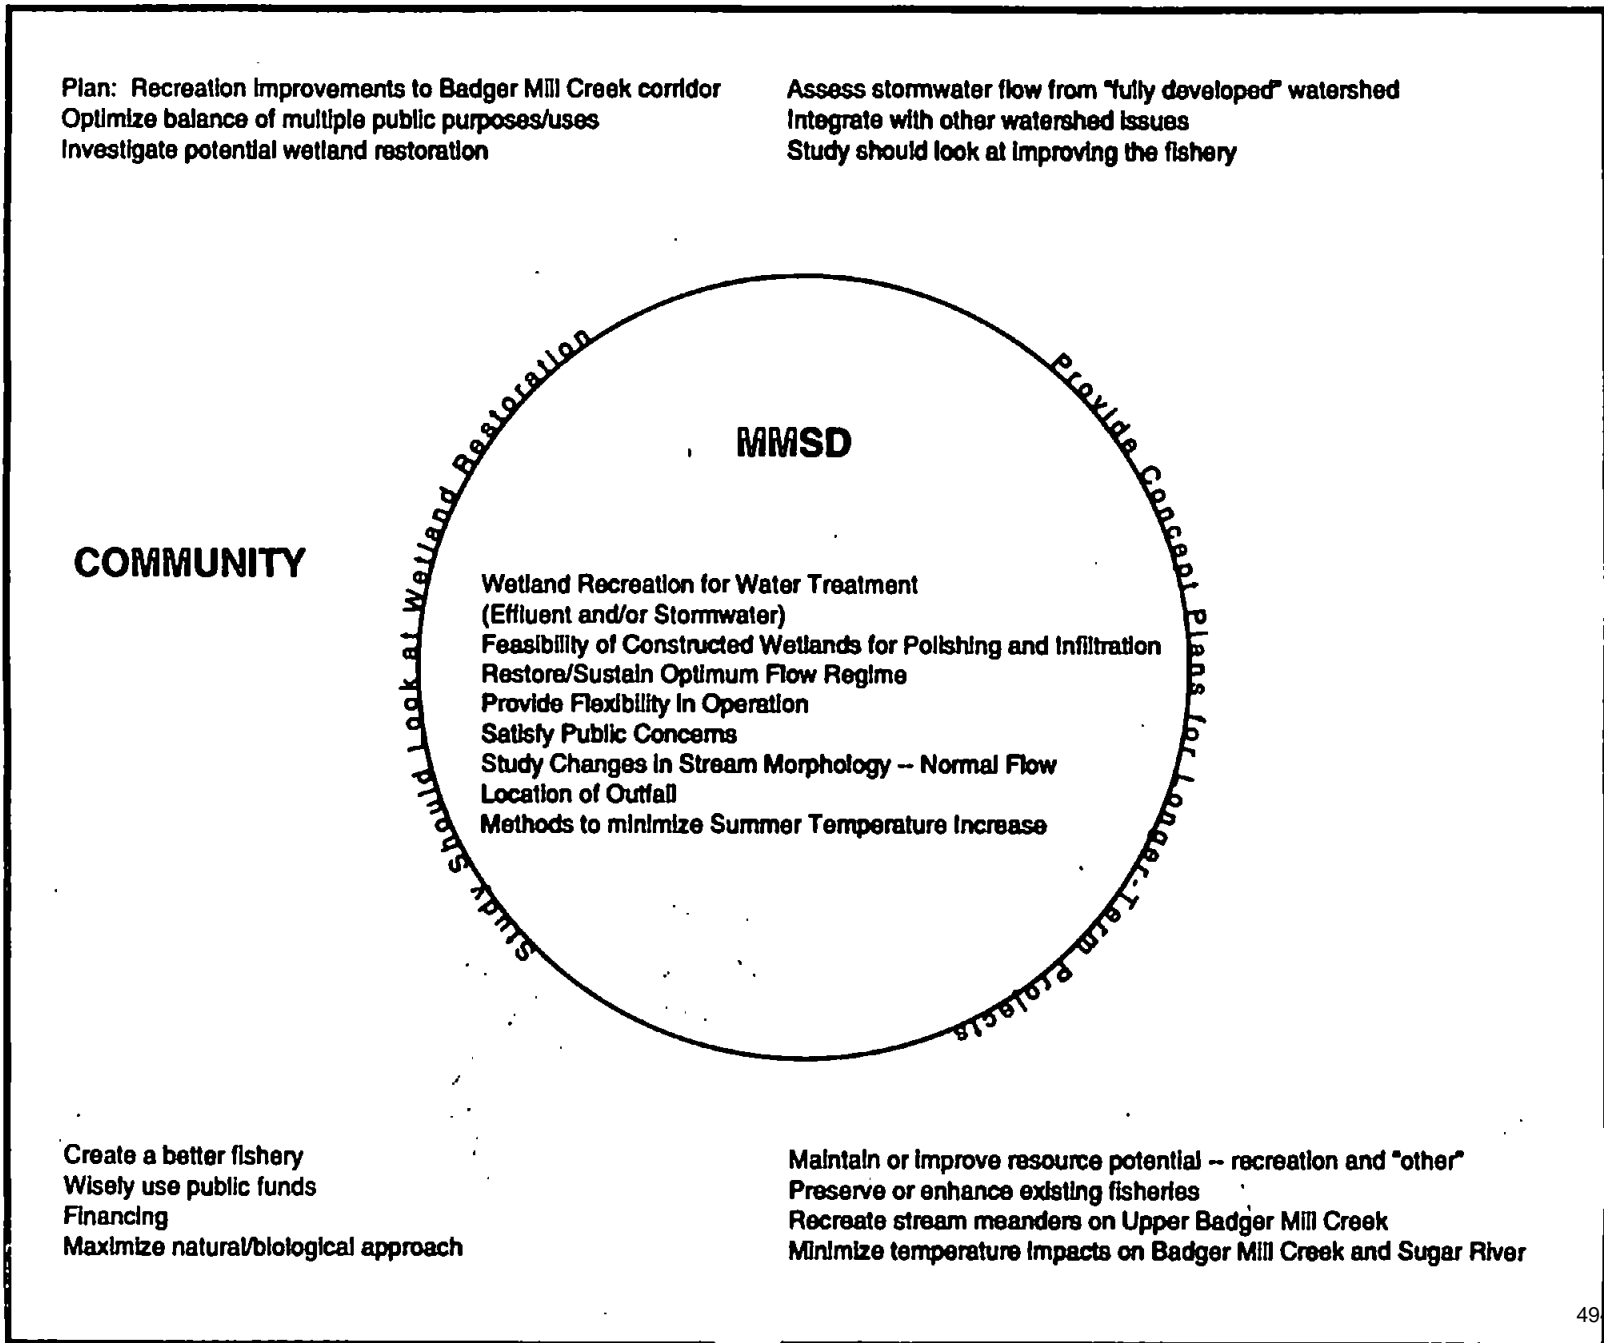 Plan: Recreation Improvements to Badger Mill Creek corridor
Optimize balance of multiple public purposes/uses
Investigate potential wetland restoration
Assess stormwater flow from "fully developed" watershed
Integrate with other watershed issues
Study should look at improving the fishery
Study Should Look at Wetland Restoration
Provide Concept Plans for Longer-Term Projects
MMSD
COMMUNITY
Wetland Recreation for Water Treatment
(Effluent and/or Stormwater)
Feasibility of Constructed Wetlands for Polishing and Infiltration
Restore/Sustain Optimum Flow Regime
Provide Flexibility in Operation
Satisfy Public Concerns
Study Changes in Stream Morphology -- Normal Flow
Location of Outfall
Methods to minimize Summer Temperature Increase
Create a better fishery
Wisely use public funds
Financing
Maximize natural/biological approach
Maintain or improve resource potential -- recreation and "other"
Preserve or enhance existing fisheries
Recreate stream meanders on Upper Badger Mill Creek
Minimize temperature impacts on Badger Mill Creek and Sugar River